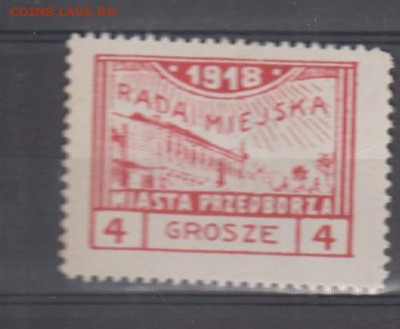 COINS.LAVE.RU
1918
RADA MIEJSKA
MIASTA PRZEDBORZA
4 GROSZE 4